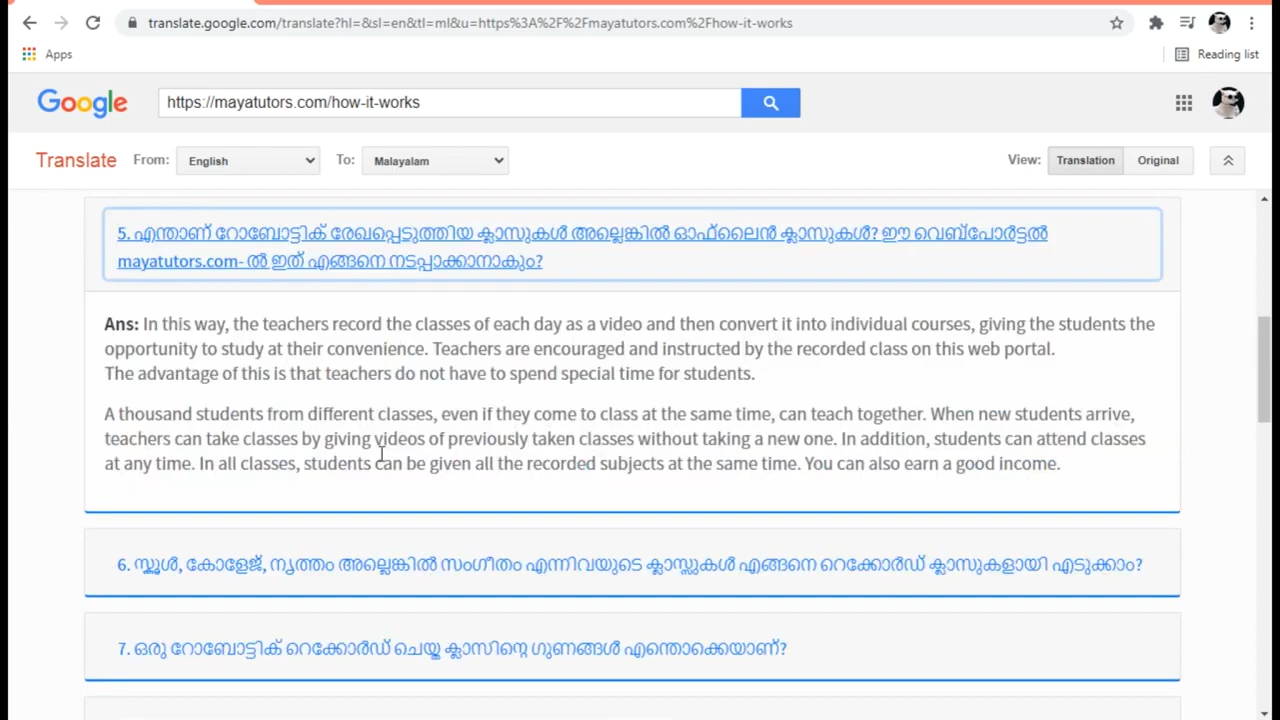 translate.google.com/translate?hl=&sl=en&tl=ml&u=https%3A%2F%2Fmayatutors.com%2Fhow-it-works
Apps
Reading list
Google
https://mayatutors.com/how-it-works
Translate From: English To: Malayalam View: Translation Original
5. എന്താണ് റോബോട്ടിക് രേഖപ്പെടുത്തിയ ക്ലാസുകൾ അല്ലെങ്കിൽ ഓഫ്‌ലൈൻ ക്ലാസുകൾ? ഈ വെബ്‌പോർട്ടൽ
mayatutors.com- ൽ ഇത് എങ്ങനെ നടപ്പാക്കാനാകും?
Ans: In this way, the teachers record the classes of each day as a video and then convert it into individual courses, giving the students the
opportunity to study at their convenience. Teachers are encouraged and instructed by the recorded class on this web portal.
The advantage of this is that teachers do not have to spend special time for students.
A thousand students from different classes, even if they come to class at the same time, can teach together. When new students arrive,
teachers can take classes by giving videos of previously taken classes without taking a new one. In addition, students can attend classes
at any time. In all classes, students can be given all the recorded subjects at the same time. You can also earn a good income.
6. സ്കൂൾ, കോളേജ്, നൃത്തം അല്ലെങ്കിൽ സംഗീതം എന്നിവയുടെ ക്ലാസ്സുകൾ എങ്ങനെ റെക്കോർഡ് ക്ലാസുകളായി എടുക്കാം?
7. ഒരു റോബോട്ടിക് റെക്കോർഡ് ചെയ്ത ക്ലാസിന്റെ ഗുണങ്ങൾ എന്തൊക്കെയാണ്?